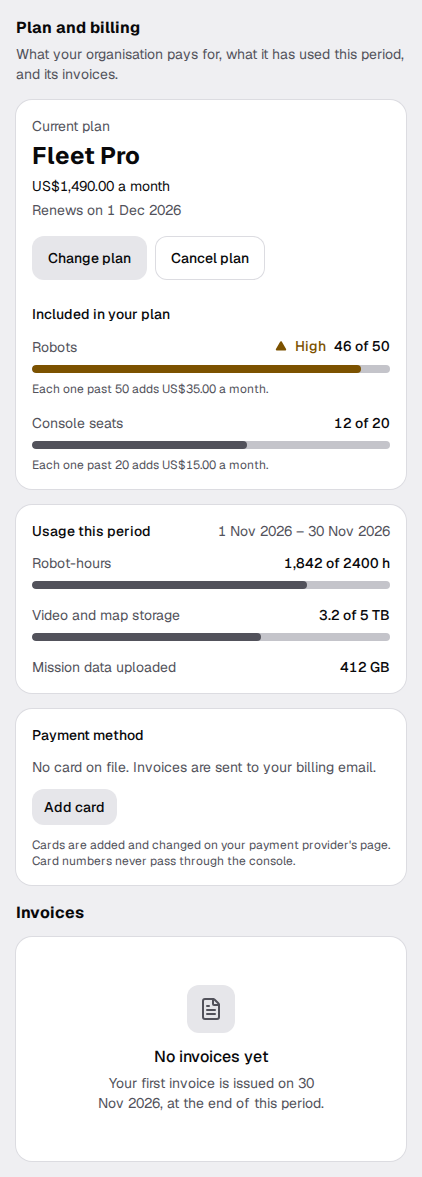 Plan and billing
What your organisation pays for, what it has used this period,
and its invoices.
Current plan
Fleet Pro
US$1,490.00 a month
Renews on 1 Dec 2026
Change plan
Cancel plan
Included in your plan
Robots
High 46 of 50
Each one past 50 adds US$35.00 a month.
Console seats
12 of 20
Each one past 20 adds US$15.00 a month.
Usage this period
1 Nov 2026 – 30 Nov 2026
Robot-hours
1,842 of 2400 h
Video and map storage
3.2 of 5 TB
Mission data uploaded
412 GB
Payment method
No card on file. Invoices are sent to your billing email.
Add card
Cards are added and changed on your payment provider's page.
Card numbers never pass through the console.
Invoices
No invoices yet
Your first invoice is issued on 30
Nov 2026, at the end of this period.